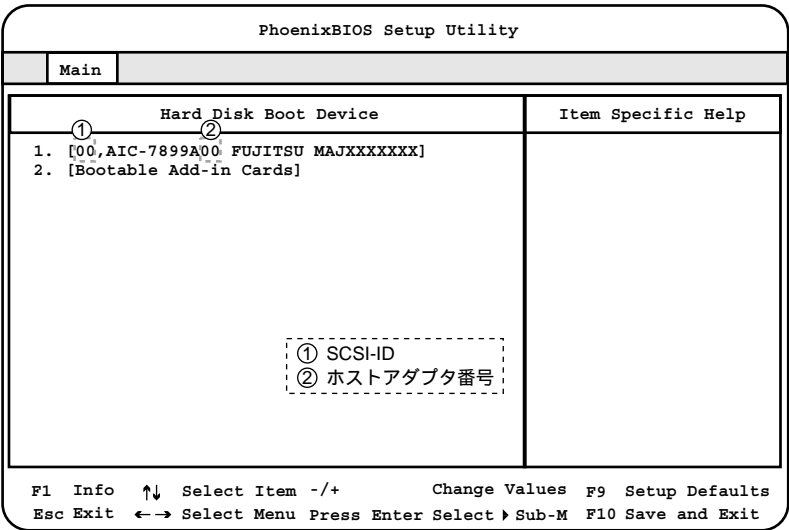 PhoenixBIOS Setup Utility
Main
Hard Disk Boot Device
Item Specific Help
① ②
1. [00,AIC-7899A00 FUJITSU MAJXXXXXXX]
2. [Bootable Add-in Cards]
① SCSI-ID
② ホストアダプタ番号
F1 Info ↑↓ Select Item -/+ Change Values F9 Setup Defaults
Esc Exit ←→ Select Menu Press Enter Select ▶ Sub-M F10 Save and Exit